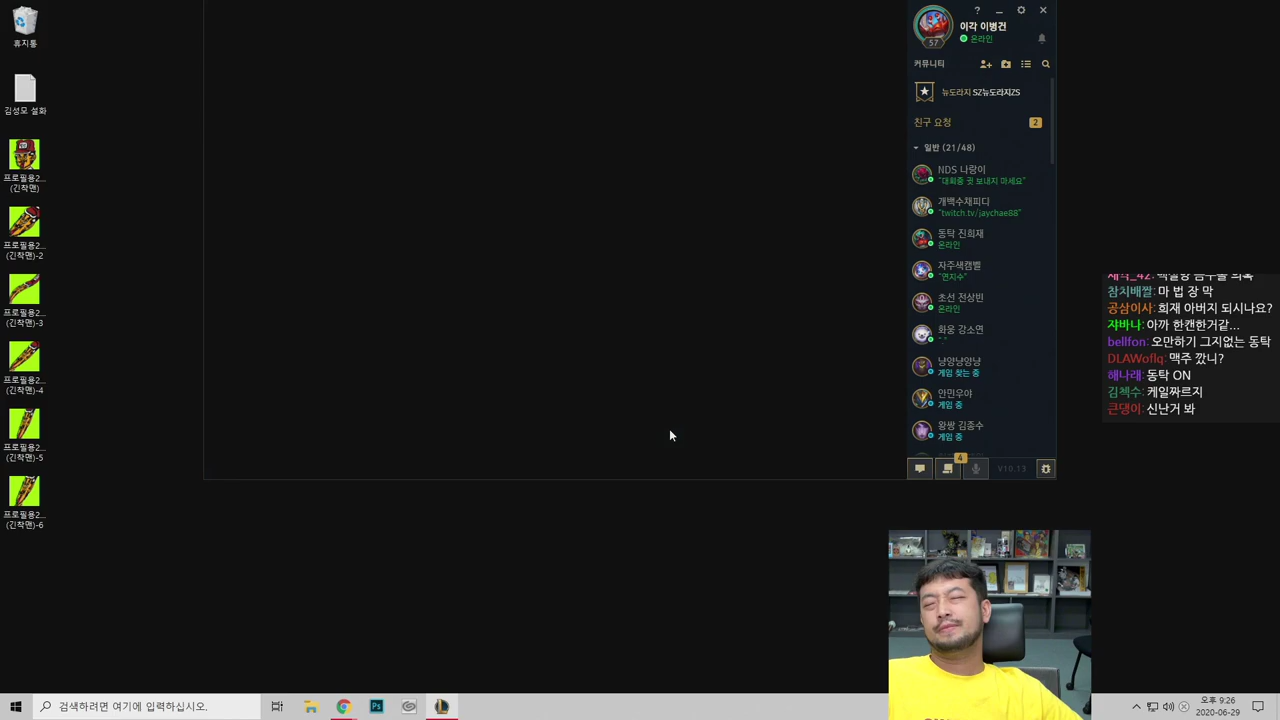 휴지통
김성모 설화
프로필용2...
(긴착맨)
프로필용2...
(긴착맨)-2
프로필용2...
(긴착맨)-3
프로필용2...
(긴착맨)-4
프로필용2...
(긴착맨)-5
프로필용2...
(긴착맨)-6
?
57
이각 이병건
온라인
커뮤니티
뉴도라지 SZ뉴도라지ZS
친구 요청
2
일반 (21/48)
NDS 나랑이
"대회중 귓 보내지 마세요"
개백수재피디
"twitch.tv/jaychae88"
동탁 진희재
온라인
자주색캠벨
"연지수"
초선 전상빈
온라인
화웅 강소연
냥양냥양냥
게임 찾는 중
안민우야
게임 중
왕쌍 김종수
게임 중
4
V10.13
참치배짤: 마 법 장 막
공삼이사: 희재 아버지 되시나요?
쟈바나: 아까 한캔한거같...
bellfon: 오만하기 그지없는 동탁
DLAWoflq: 맥주 깠니?
해나래: 동탁 ON
김첵수: 케일짜르지
큰댕이: 신난거 봐
검색하려면 여기에 입력하십시오.
Ps
오후 9:26
2020-06-29